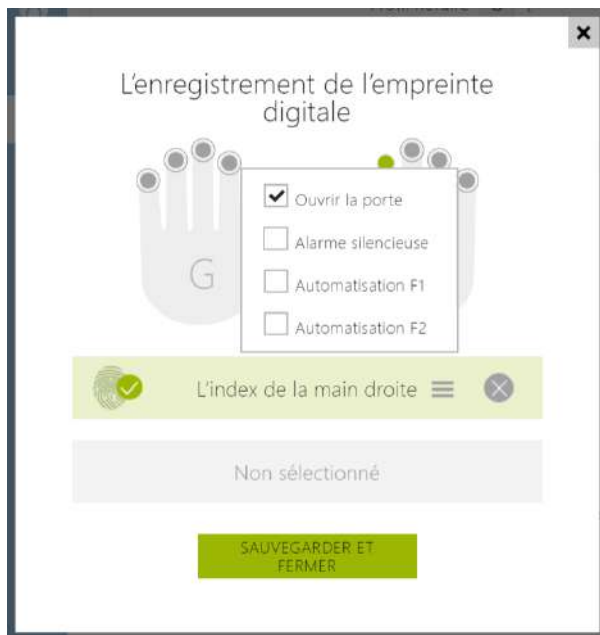 L'enregistrement de l'empreinte
digitale
Ouvrir la porte
Alarme silencieuse
G
Automatisation F1
Automatisation F2
L'index de la main droite
Non sélectionné
SAUVEGARDER ET
FERMER